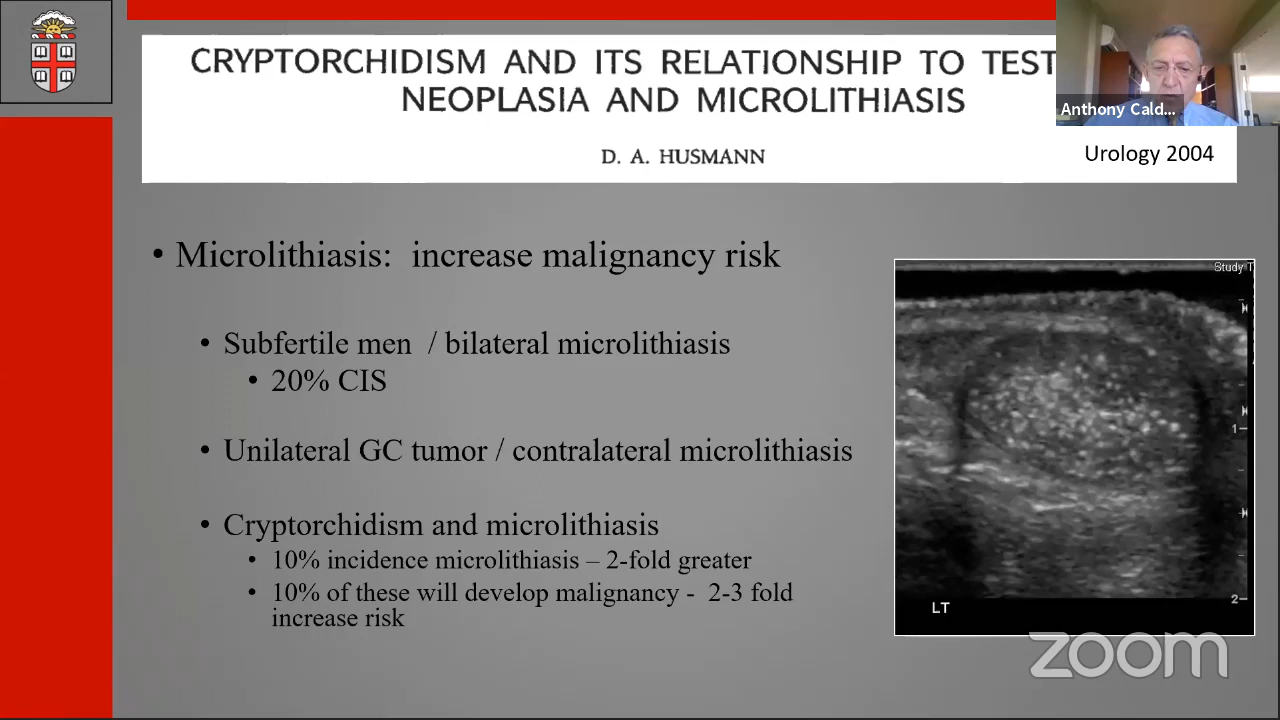 CRYPTORCHIDISM AND ITS RELATIONSHIP TO TEST
NEOPLASIA AND MICROLITHIASIS
D. A. HUSMANN
Urology 2004
Anthony Cald...
• Microlithiasis: increase malignancy risk
• Subfertile men / bilateral microlithiasis
• 20% CIS
• Unilateral GC tumor / contralateral microlithiasis
• Cryptorchidism and microlithiasis
• 10% incidence microlithiasis – 2-fold greater
• 10% of these will develop malignancy - 2-3 fold
increase risk
Study
1
2
LT
zoom